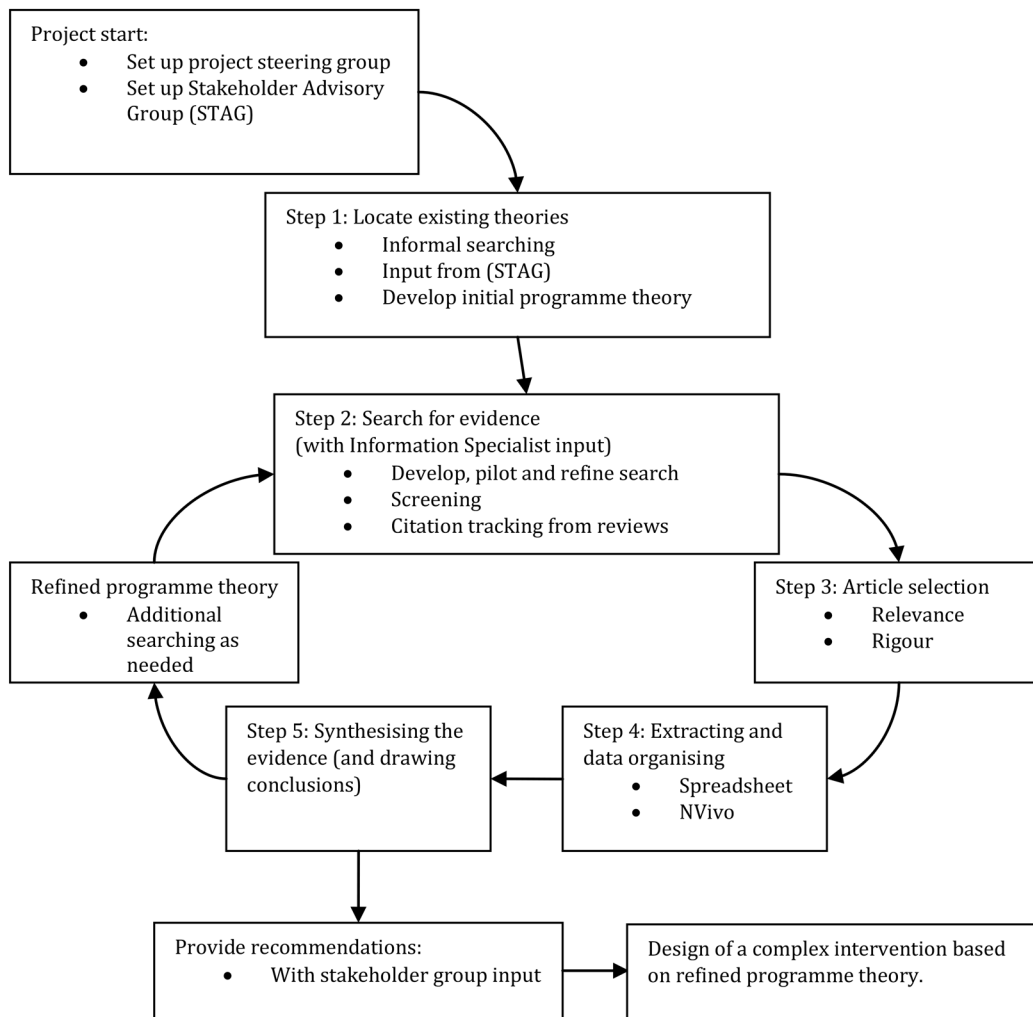 Project start:
• Set up project steering group
• Set up Stakeholder Advisory
Group (STAG)
Step 1: Locate existing theories
• Informal searching
• Input from (STAG)
• Develop initial programme theory
Step 2: Search for evidence
(with Information Specialist input)
• Develop, pilot and refine search
• Screening
• Citation tracking from reviews
Step 3: Article selection
• Relevance
• Rigour
Step 4: Extracting and
data organising
• Spreadsheet
• NVivo
Step 5: Synthesising the
evidence (and drawing
conclusions)
Refined programme theory
• Additional
searching as
needed
Provide recommendations:
• With stakeholder group input
Design of a complex intervention based
on refined programme theory.